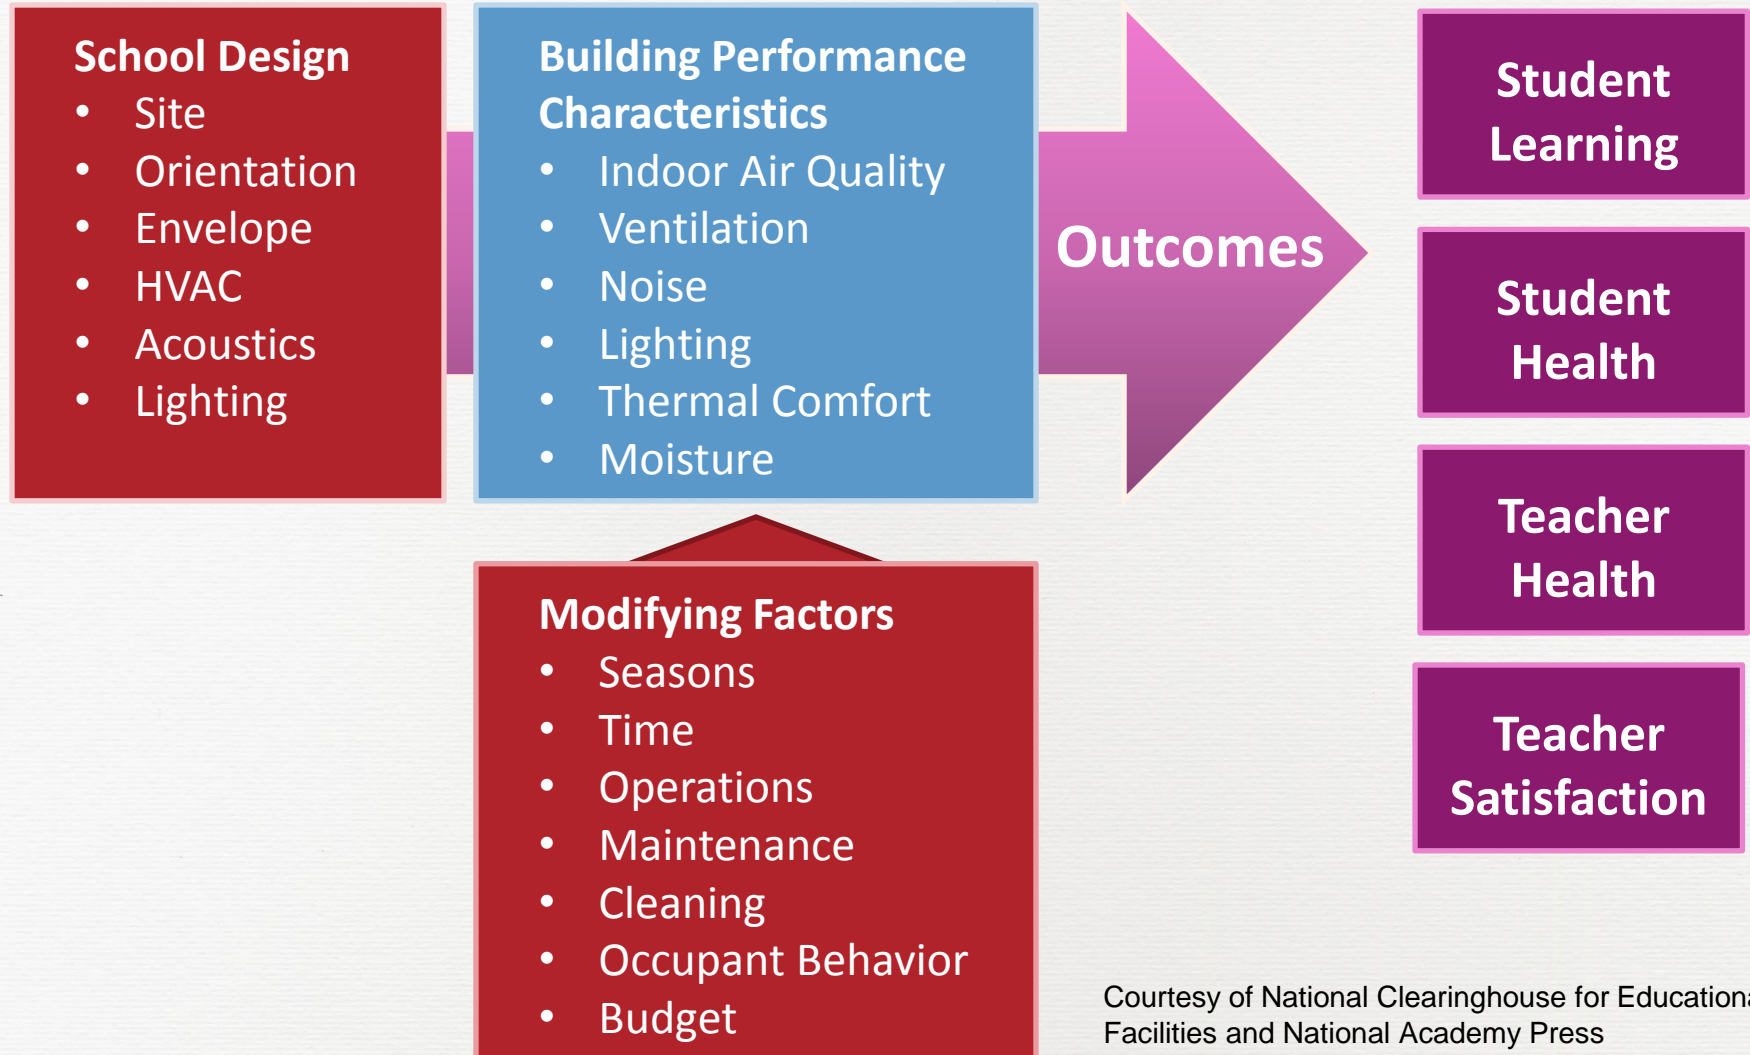 School Design
• Site
• Orientation
• Envelope
• HVAC
• Acoustics
• Lighting
Building Performance
Characteristics
• Indoor Air Quality
• Ventilation
• Noise
• Lighting
• Thermal Comfort
• Moisture
Modifying Factors
• Seasons
• Time
• Operations
• Maintenance
• Cleaning
• Occupant Behavior
• Budget
Outcomes
Student
Learning
Student
Health
Teacher
Health
Teacher
Satisfaction
Courtesy of National Clearinghouse for Educationa
Facilities and National Academy Press